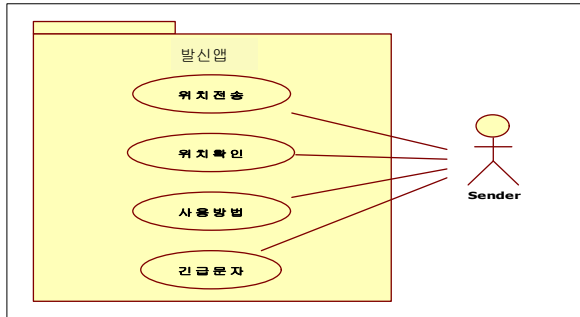 발신앱
위치전송
위치확인
사용방법
긴급문자
Sender